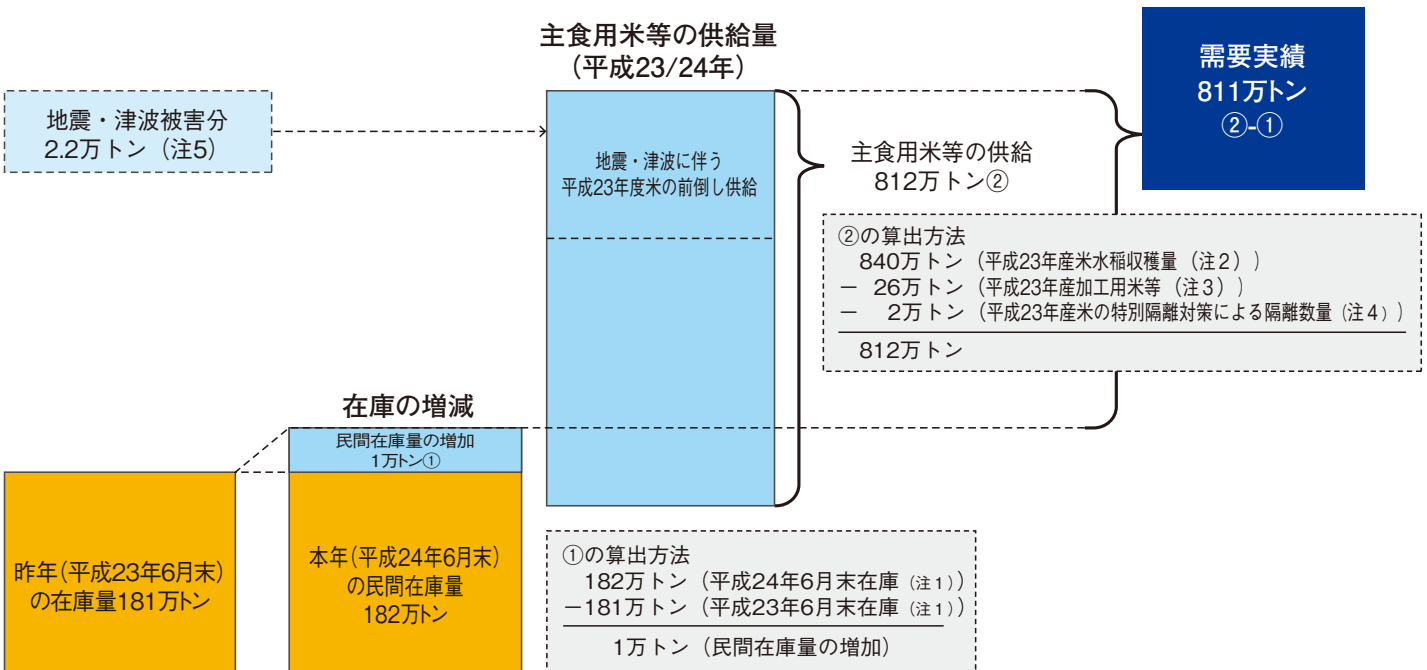 主食用米等の供給量
(平成23/24年)
需要実績
811万トン
②-①
地震・津波被害分
2.2万トン（注5）
地震・津波に伴う
平成23年度米の前倒し供給
主食用米等の供給
812万トン②
②の算出方法
840万トン（平成23年産米水稲収穫量（注2））
－ 26万トン（平成23年産加工用米等（注3））
－ 2万トン（平成23年産米の特別隔離対策による隔離数量（注4））
812万トン
在庫の増減
民間在庫量の増加
1万トン①
昨年(平成23年6月末)
の在庫量181万トン
本年(平成24年6月末)
の民間在庫量
182万トン
①の算出方法
182万トン（平成24年6月末在庫（注1））
－181万トン（平成23年6月末在庫（注1））
1万トン（民間在庫量の増加）